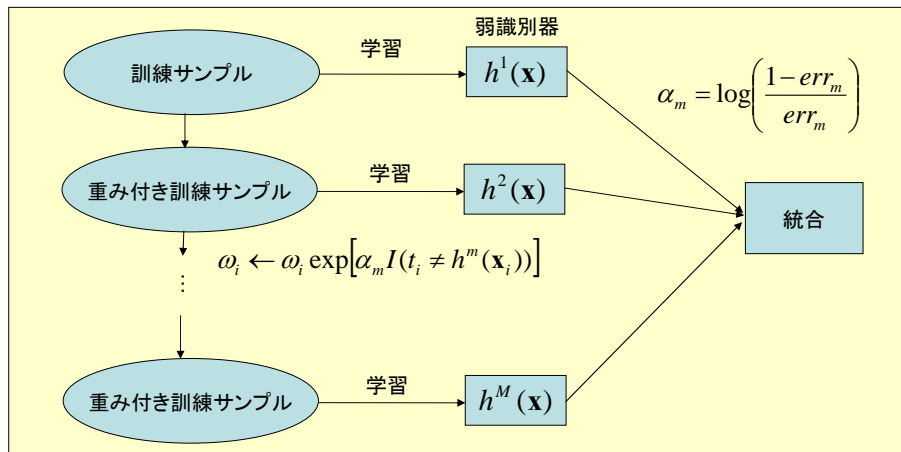 弱識別器
訓練サンプル
学習
h^1(x)
α_m = log((1 − err_m) / err_m)
重み付き訓練サンプル
学習
h^2(x)
統合
ω_i ← ω_i exp[α_m I(t_i ≠ h^m(x_i))]
⋮
重み付き訓練サンプル
学習
h^M(x)